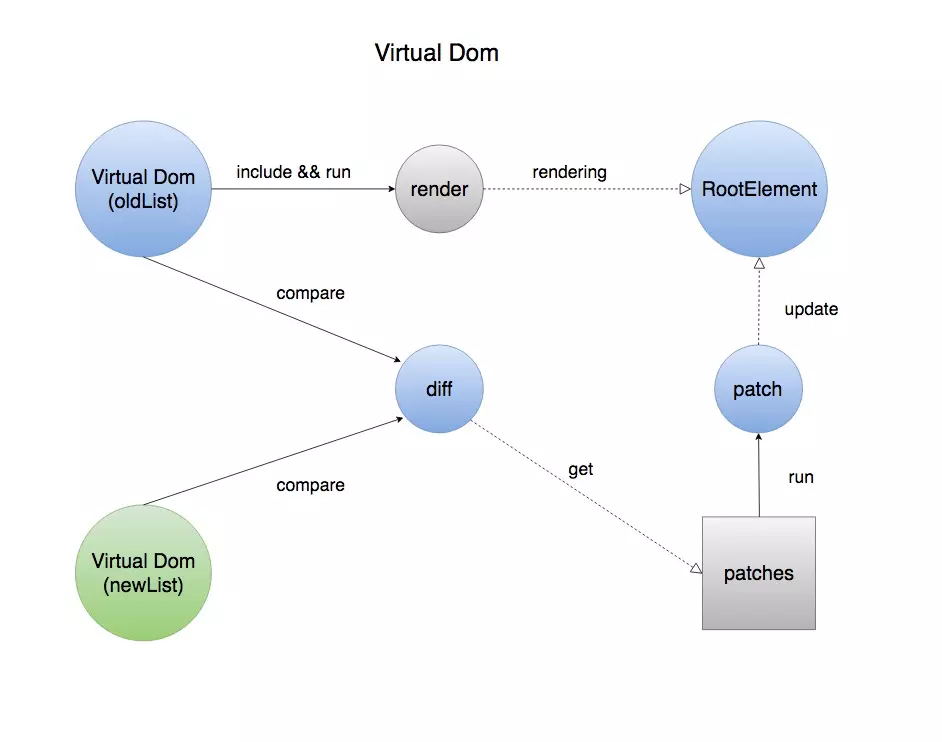 Virtual Dom
Virtual Dom
(oldList)
include && run
render
rendering
RootElement
compare
update
diff
patch
get
compare
run
Virtual Dom
(newList)
patches